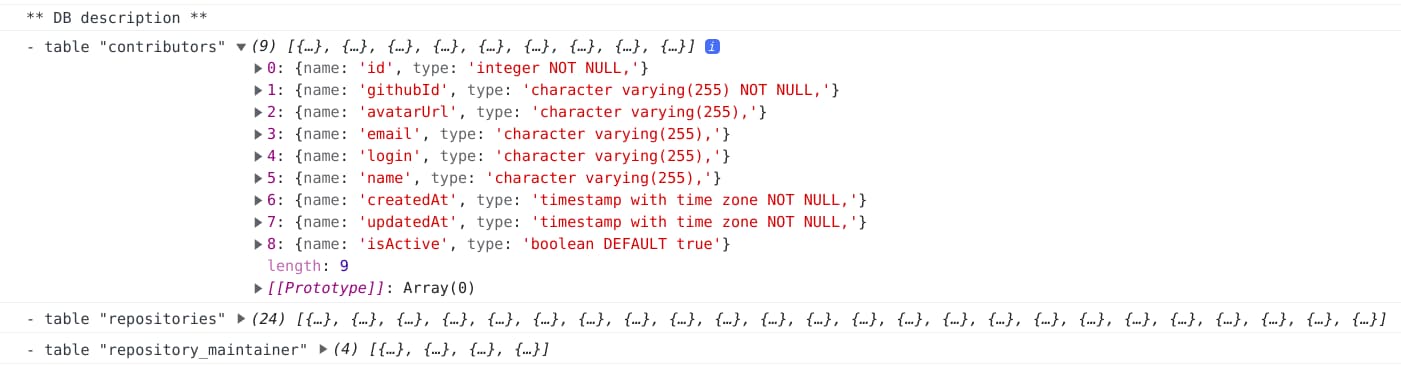 ** DB description **
- table "contributors" ▼(9) [{…}, {…}, {…}, {…}, {…}, {…}, {…}, {…}, {…}] i
▶0: {name: 'id', type: 'integer NOT NULL,'}
▶1: {name: 'githubId', type: 'character varying(255) NOT NULL,'}
▶2: {name: 'avatarUrl', type: 'character varying(255),'}
▶3: {name: 'email', type: 'character varying(255),'}
▶4: {name: 'login', type: 'character varying(255),'}
▶5: {name: 'name', type: 'character varying(255),'}
▶6: {name: 'createdAt', type: 'timestamp with time zone NOT NULL,'}
▶7: {name: 'updatedAt', type: 'timestamp with time zone NOT NULL,'}
▶8: {name: 'isActive', type: 'boolean DEFAULT true'}
length: 9
▶[[Prototype]]: Array(0)
- table "repositories" ▶(24) [{…}, {…}, {…}, {…}, {…}, {…}, {…}, {…}, {…}, {…}, {…}, {…}, {…}, {…}, {…}, {…}, {…}, {…}, {…}, {…}, {…}, {…}, {…}, {…}]
- table "repository_maintainer" ▶(4) [{…}, {…}, {…}, {…}]